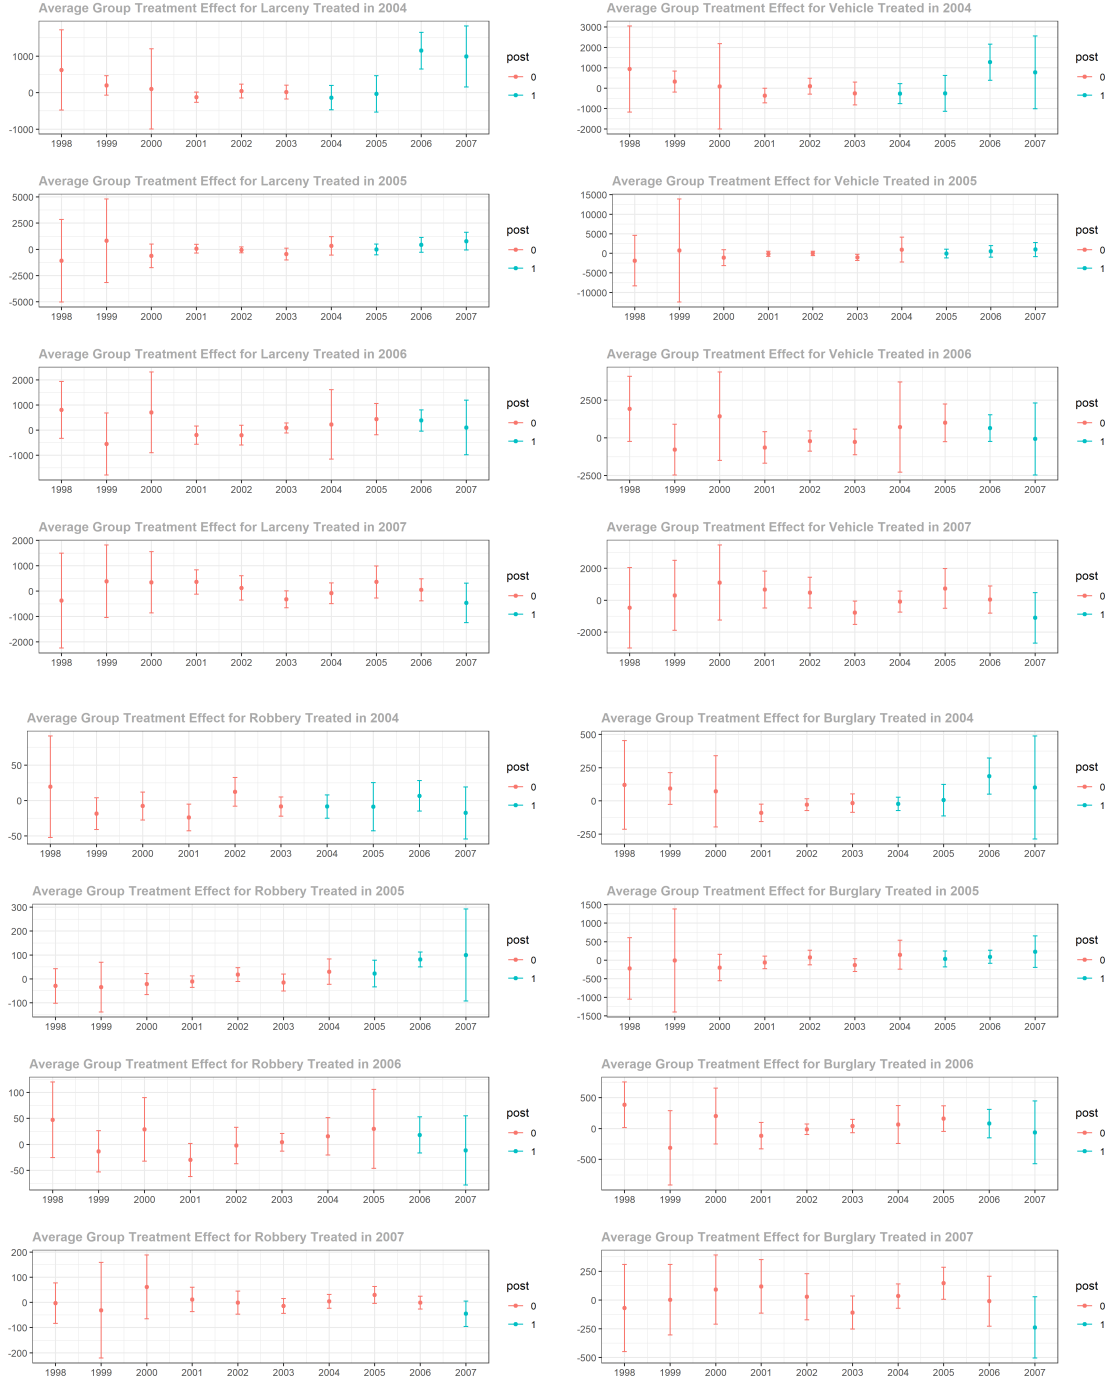 Average Group Treatment Effect for Larceny Treated in 2004
1000
0
-1000
1998 1999 2000 2001 2002 2003 2004 2005 2006 2007
post
0
1
Average Group Treatment Effect for Vehicle Treated in 2004
3000
2000
1000
0
-1000
-2000
1998 1999 2000 2001 2002 2003 2004 2005 2006 2007
post
0
1
Average Group Treatment Effect for Larceny Treated in 2005
5000
2500
0
-2500
-5000
1998 1999 2000 2001 2002 2003 2004 2005 2006 2007
post
0
1
Average Group Treatment Effect for Vehicle Treated in 2005
15000
10000
5000
0
-5000
-10000
1998 1999 2000 2001 2002 2003 2004 2005 2006 2007
post
0
1
Average Group Treatment Effect for Larceny Treated in 2006
2000
1000
0
-1000
1998 1999 2000 2001 2002 2003 2004 2005 2006 2007
post
0
1
Average Group Treatment Effect for Vehicle Treated in 2006
2500
0
-2500
1998 1999 2000 2001 2002 2003 2004 2005 2006 2007
post
0
1
Average Group Treatment Effect for Larceny Treated in 2007
2000
1000
0
-1000
-2000
1998 1999 2000 2001 2002 2003 2004 2005 2006 2007
post
0
1
Average Group Treatment Effect for Vehicle Treated in 2007
2000
0
-2000
1998 1999 2000 2001 2002 2003 2004 2005 2006 2007
post
0
1
Average Group Treatment Effect for Robbery Treated in 2004
50
0
-50
1998 1999 2000 2001 2002 2003 2004 2005 2006 2007
post
0
1
Average Group Treatment Effect for Burglary Treated in 2004
500
250
0
-250
1998 1999 2000 2001 2002 2003 2004 2005 2006 2007
post
0
1
Average Group Treatment Effect for Robbery Treated in 2005
300
200
100
0
-100
1998 1999 2000 2001 2002 2003 2004 2005 2006 2007
post
0
1
Average Group Treatment Effect for Burglary Treated in 2005
1500
1000
500
0
-500
-1000
-1500
1998 1999 2000 2001 2002 2003 2004 2005 2006 2007
post
0
1
Average Group Treatment Effect for Robbery Treated in 2006
100
50
0
-50
1998 1999 2000 2001 2002 2003 2004 2005 2006 2007
post
0
1
Average Group Treatment Effect for Burglary Treated in 2006
500
0
-500
1998 1999 2000 2001 2002 2003 2004 2005 2006 2007
post
0
1
Average Group Treatment Effect for Robbery Treated in 2007
200
100
0
-100
-200
1998 1999 2000 2001 2002 2003 2004 2005 2006 2007
post
0
1
Average Group Treatment Effect for Burglary Treated in 2007
250
0
-250
-500
1998 1999 2000 2001 2002 2003 2004 2005 2006 2007
post
0
1